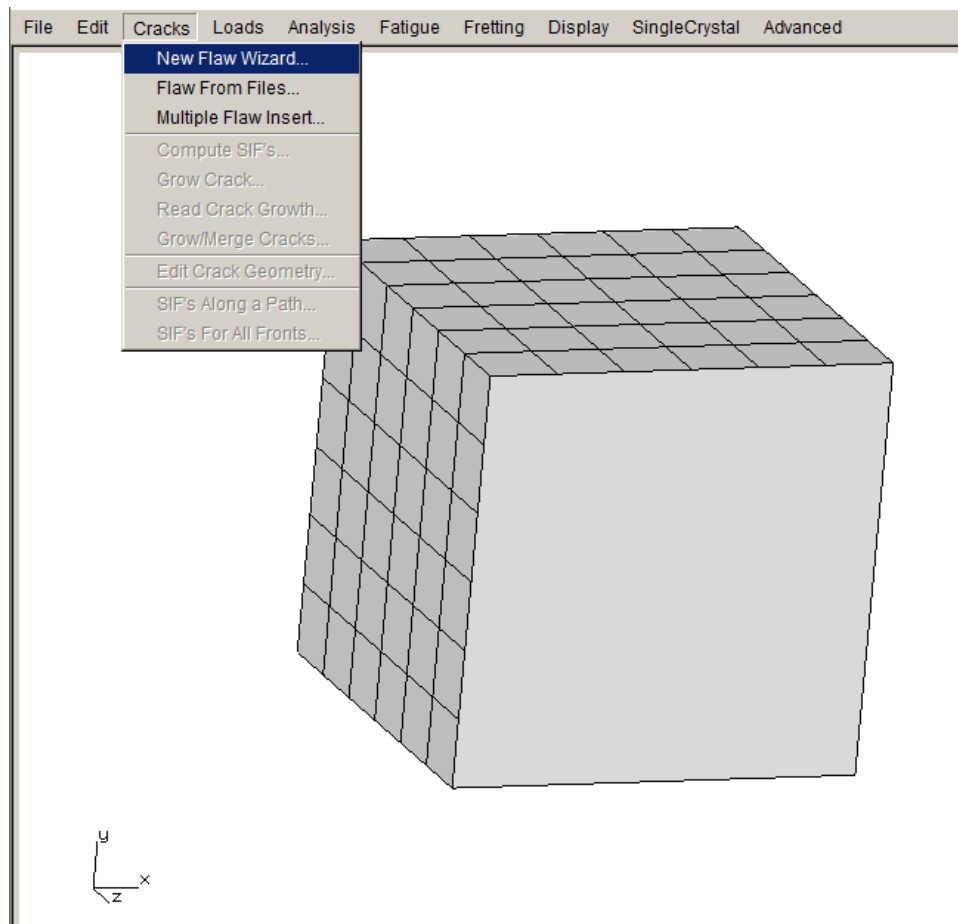 File Edit Cracks Loads Analysis Fatigue Fretting Display SingleCrystal Advanced
New Flaw Wizard...
Flaw From Files...
Multiple Flaw Insert...
Compute SIF's...
Grow Crack...
Read Crack Growth...
Grow/Merge Cracks...
Edit Crack Geometry...
SIF's Along a Path...
SIF's For All Fronts...
y
x
z